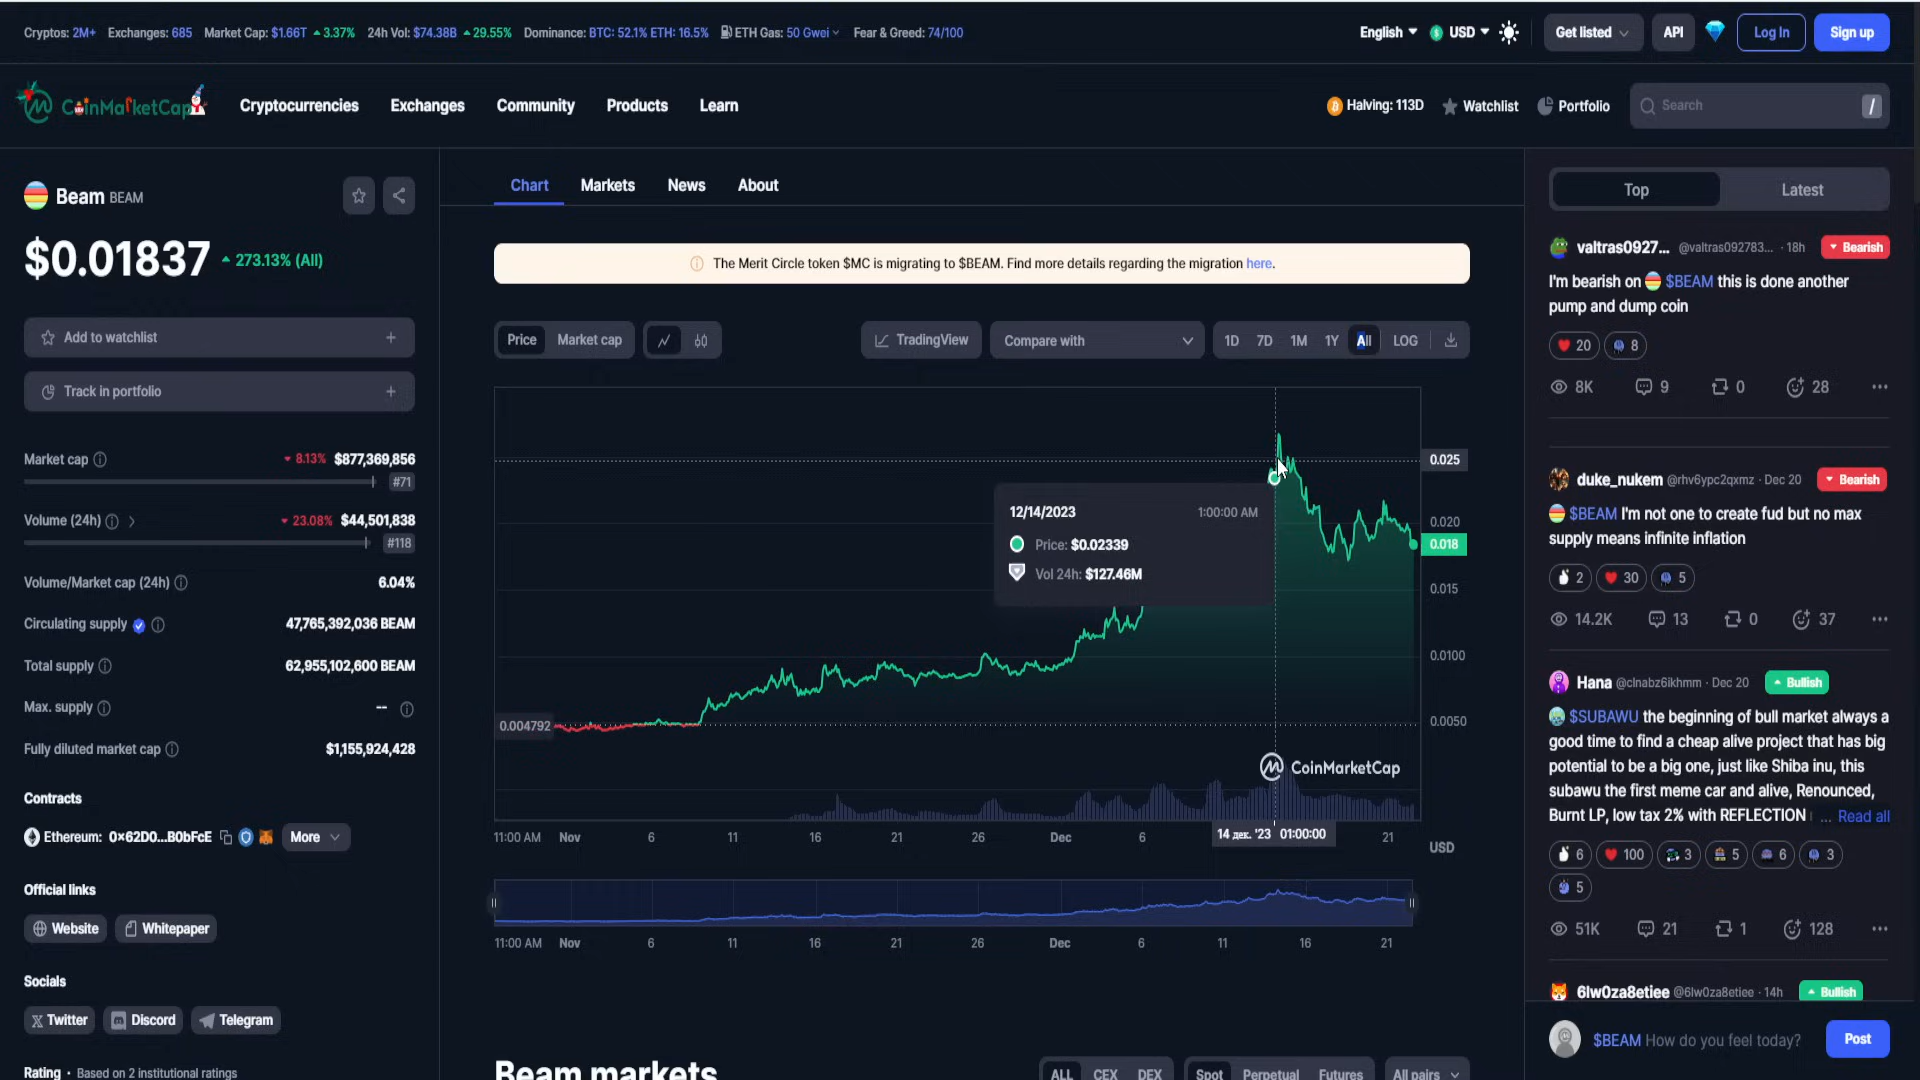 Cryptos: 2M+ Exchanges: 685 Market Cap: $1.66T 3.37% 24h Vol: $74.38B 29.55% Dominance: BTC: 52.1% ETH: 16.5% ETH Gas: 50 Gwei Fear & Greed: 74/100
English USD Get listed API Log In Sign up
CoinMarketCap Cryptocurrencies Exchanges Community Products Learn
Halving: 113D Watchlist Portfolio Search /
Beam BEAM
$0.01837 273.13% (All)
Add to watchlist +
Track in portfolio +
Market cap 8.13% $877,369,856
#71
Volume (24h) 23.08% $44,501,838
#118
Volume/Market cap (24h) 6.04%
Circulating supply 47,765,392,036 BEAM
Total supply 62,955,102,600 BEAM
Max. supply --
Fully diluted market cap $1,155,924,428
Contracts
Ethereum: 0x62D0...B0bFcE More
Official links
Website Whitepaper
Socials
Twitter Discord Telegram
Rating • Based on 2 institutional ratings
Chart Markets News About
The Merit Circle token $MC is migrating to $BEAM. Find more details regarding the migration here.
Price Market cap TradingView Compare with 1D 7D 1M 1Y All LOG
0.025
0.020
0.018
0.015
0.0100
0.0050
0.004792
12/14/2023 1:00:00 AM
Price: $0.02339
Vol 24h: $127.46M
CoinMarketCap
11:00 AM Nov 6 11 16 21 26 Dec 6 14 дек. '23 01:00:00 21
USD
11:00 AM Nov 6 11 16 21 26 Dec 6 11 16 21
Beam markets
ALL CEX DEX Spot Perpetual Futures All pairs
Top Latest
valtras0927... @valtras092783... · 18h Bearish
I'm bearish on $BEAM this is done another
pump and dump coin
20 8
8K 9 0 28 ...
duke_nukem @rhv6ypc2qxmz · Dec 20 Bearish
$BEAM I'm not one to create fud but no max
supply means infinite inflation
2 30 5
14.2K 13 0 37 ...
Hana @clnabz6ikhmm · Dec 20 Bullish
$SUBAWU the beginning of bull market always a
good time to find a cheap alive project that has big
potential to be a big one, just like Shiba inu, this
subawu the first meme car and alive, Renounced,
Burnt LP, low tax 2% with REFLECTION ... Read all
6 100 3 5 6 3
5
51K 21 1 128 ...
6lw0za8etiee @6lw0za8etiee · 14h Bullish
$BEAM How do you feel today? Post